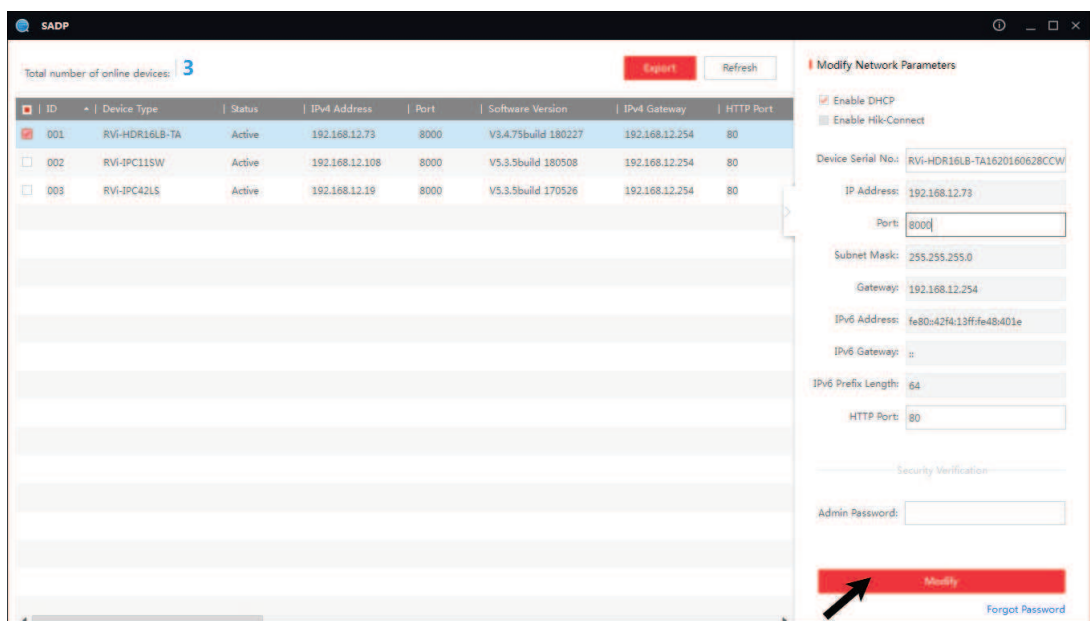 SADP
Total number of online devices: 3
Export
Refresh
ID Device Type Status IPv4 Address Port Software Version IPv4 Gateway HTTP Port
001 RVi-HDR16LB-TA Active 192.168.12.73 8000 V3.4.75build 180227 192.168.12.254 80
002 RVi-IPC11SW Active 192.168.12.108 8000 V5.3.5build 180508 192.168.12.254 80
003 RVi-IPC42LS Active 192.168.12.19 8000 V5.3.5build 170526 192.168.12.254 80
Modify Network Parameters
Enable DHCP
Enable Hik-Connect
Device Serial No.: RVi-HDR16LB-TA1620160628CCW
IP Address: 192.168.12.73
Port: 8000
Subnet Mask: 255.255.255.0
Gateway: 192.168.12.254
IPv6 Address: fe80::42f4:13ff:fe48:401e
IPv6 Gateway: ::
IPv6 Prefix Length: 64
HTTP Port: 80
Security Verification
Admin Password:
Modify
Forgot Password